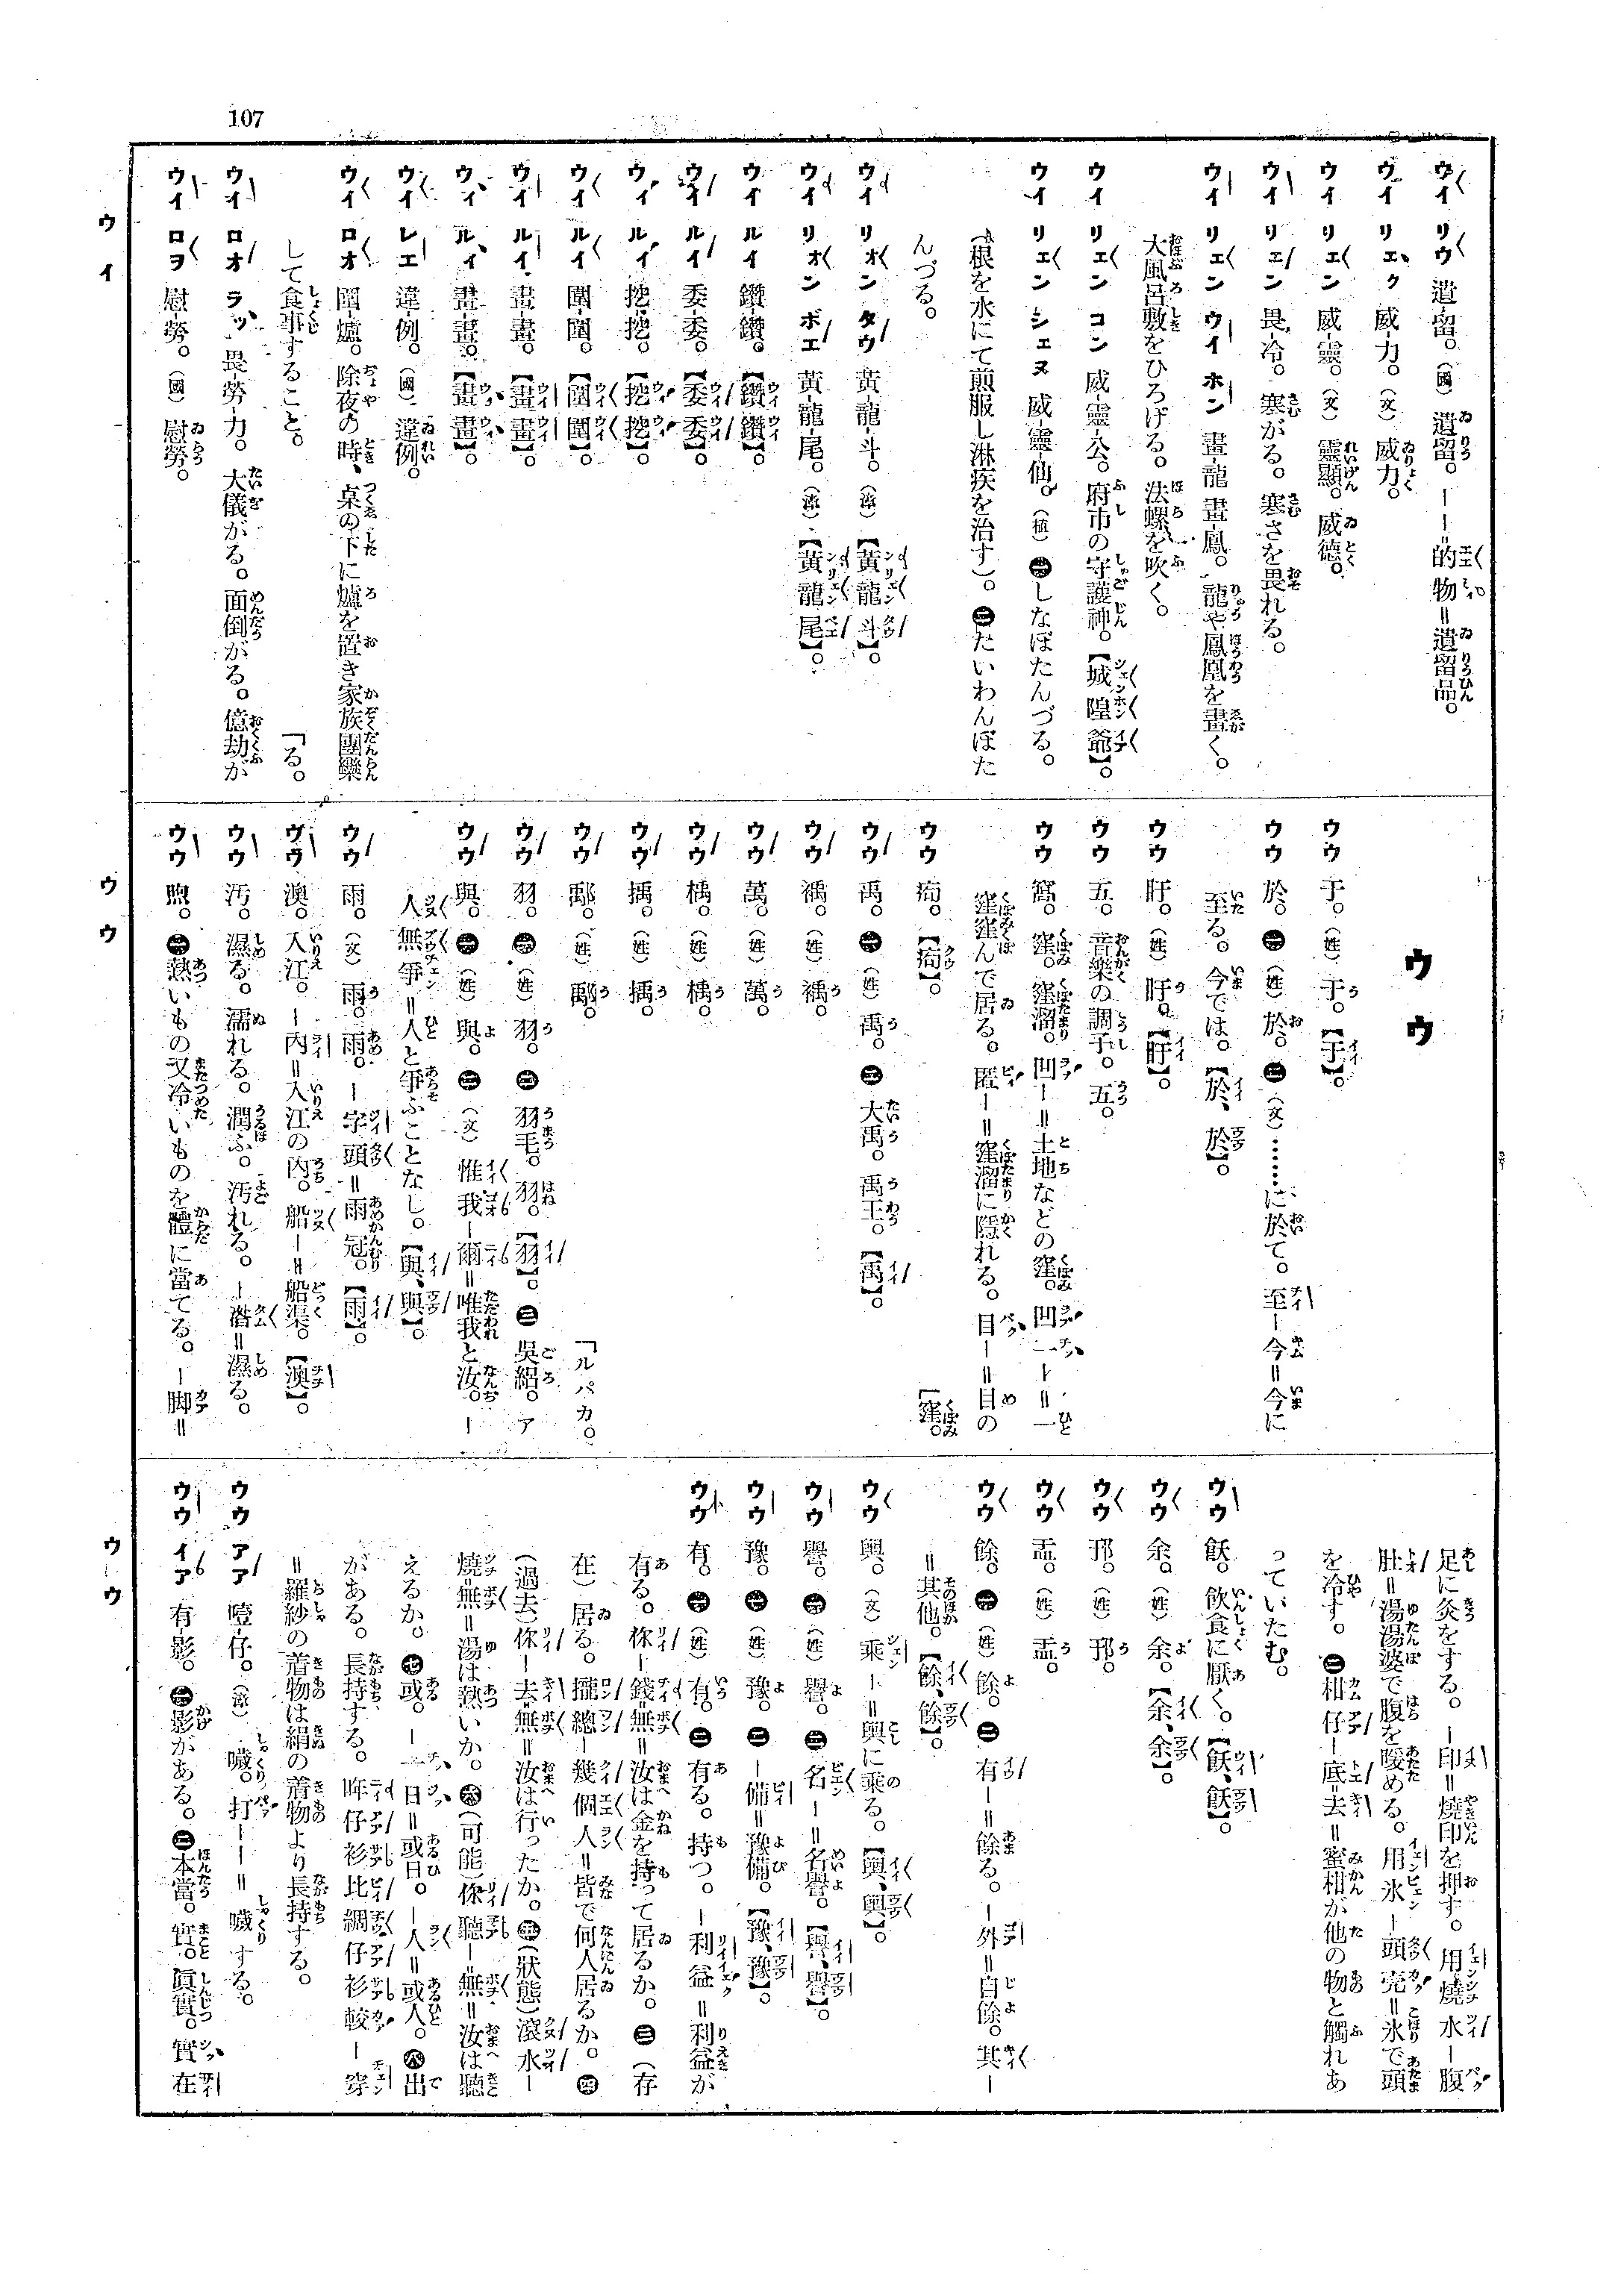 107
ウイ リウ 遺-留。(國) 遺留。——=的物=遺留品。
ウイ リェク 威-力。(文) 威力。
ウイ リェン 威-靈。(文) 靈顯。威德。
ウイ リェン 畏-冷。寒がる。寒さを畏れる。
ウイ リェン ウイ ホン 畫-龍 畫-鳳。龍や鳳凰を畫く。
大風呂敷をひろげる。法螺を吹く。
ウイ リェン コン 威-靈-公。府市の守護神。【城隍爺】。
ウイ リェン シェヌ 威-靈-仙。(植) ㊀しなぼたんづる。
(根を水にて煎服し淋疾を治す)。㊁たいわんぼた
んづる。
ウイ リォン タウ 黃-龍-斗。(漳)【黃龍斗】。
ウイ リォン ボエ 黃-龍-尾。(漳)【黃龍尾】。
ウイ ルイ 鑽-鑽。【鑽鑽】。
ウイ ルイ 委-委。【委委】。
ウイ ルイ 挖-挖。【挖挖】。
ウイ ルイ 圍-圍。【圍圍】。
ウイ ルイ 畫-畫。【畫畫】。
ウィ ルィ 畫-畫。【畫畫】。
ウイ レエ 違-例。(國) 違例。
ウイ ロオ 圍-爐。除夜の時、桌の下に爐を置き家族團欒
して食事すること。 「る。
ウイ ロオ ラッ 畏-勞-力。大儀がる。面倒がる。億劫が
ウイ ロヲ 慰-勞。(國) 慰勞。
ウ イ
ウウ
ウウ 于。(姓) 于。【于】。
ウウ 於。㊀(姓) 於。㊁(文)……に於て。至-今=今に
至る。今では。【於、於】。
ウウ 盱。(姓) 盱。【盱】。
ウウ 五。音樂の調子。五。
ウウ 窩。窪。窪溜。凹—=土地などの窪。凹一—=一
窪窪んで居る。匿—=窪溜に隱れる。目—=目の
ウウ 痀。【痀】。 「窪。
ウウ 禹。㊀(姓) 禹。㊁大禹。禹王。【禹】。
ウウ 禑。(姓) 禑。
ウウ 萬。(姓) 萬。
ウウ 楀。(姓) 楀。
ウウ 㨞。(姓) 㨞。
ウウ 鄅。(姓) 鄅。 「ルパカ。
ウウ 羽。㊀(姓) 羽。㊁羽毛。羽。【羽】。㊂吳絽。ア
ウウ 與。㊀(姓) 與。㊁(文) 惟我—爾=唯我と汝。—
人無爭=人と爭ふことなし。【與、與】。
ウウ 雨。(文) 雨。雨。—字頭=雨冠。【雨】。
ウウ 澳。入江。—內=入江の內。船—=船渠。【澳】。
ウウ 汚。濕る。濡れる。潤ふ。汚れる。—潛=濕る。
ウウ 煦。㊀熱いもの又冷いものを體に當てる。—脚=
ウ ウ
足に灸をする。—印=燒印を押す。用燒水—腹
肚=湯湯婆で腹を暖める。用氷—頭壳=氷で頭
を冷す。㊁柑仔—底去=蜜柑が他の物と觸れあ
っていたむ。
ウウ 飫。飮食に厭く。【飫、飫】。
ウウ 余。(姓) 余。【余、余】。
ウウ 邘。(姓) 邘。
ウウ 盂。(姓) 盂。
ウウ 餘。㊀(姓) 餘。㊁有—=餘る。—外=自餘。其—
=其他。【餘、餘】。
ウウ 輿。(文) 乘—=輿に乘る。【輿、輿】。
ウウ 譽。㊀(姓) 譽。㊁名—=名譽。【譽、譽】。
ウウ 豫。㊀(姓) 豫。㊁—備=豫備。【豫、豫】。
ウウ 有。㊀(姓) 有。㊁有る。持つ。—利益=利益が
有る。你—錢無=汝は金を持って居るか。㊂(存
在) 居る。攏總—幾個人=皆で何人居るか。㊃
(過去) 你—去無=汝は行ったか。㊄(狀態) 滾水—
燒無=湯は熱いか。㊅(可能) 你聽—無=汝は聽
えるか。㊆或。—一日=或日。—人=或人。㊇出
がある。長持する。㫛仔衫比綢仔衫較—穿
=羅紗の着物は絹の着物より長持する。
ウウ アア 噎-仔。(漳) 噦。打——=噦する。
ウウ イア 有-影。㊀影がある。㊁本當。實。眞實。實在
ウ ウ